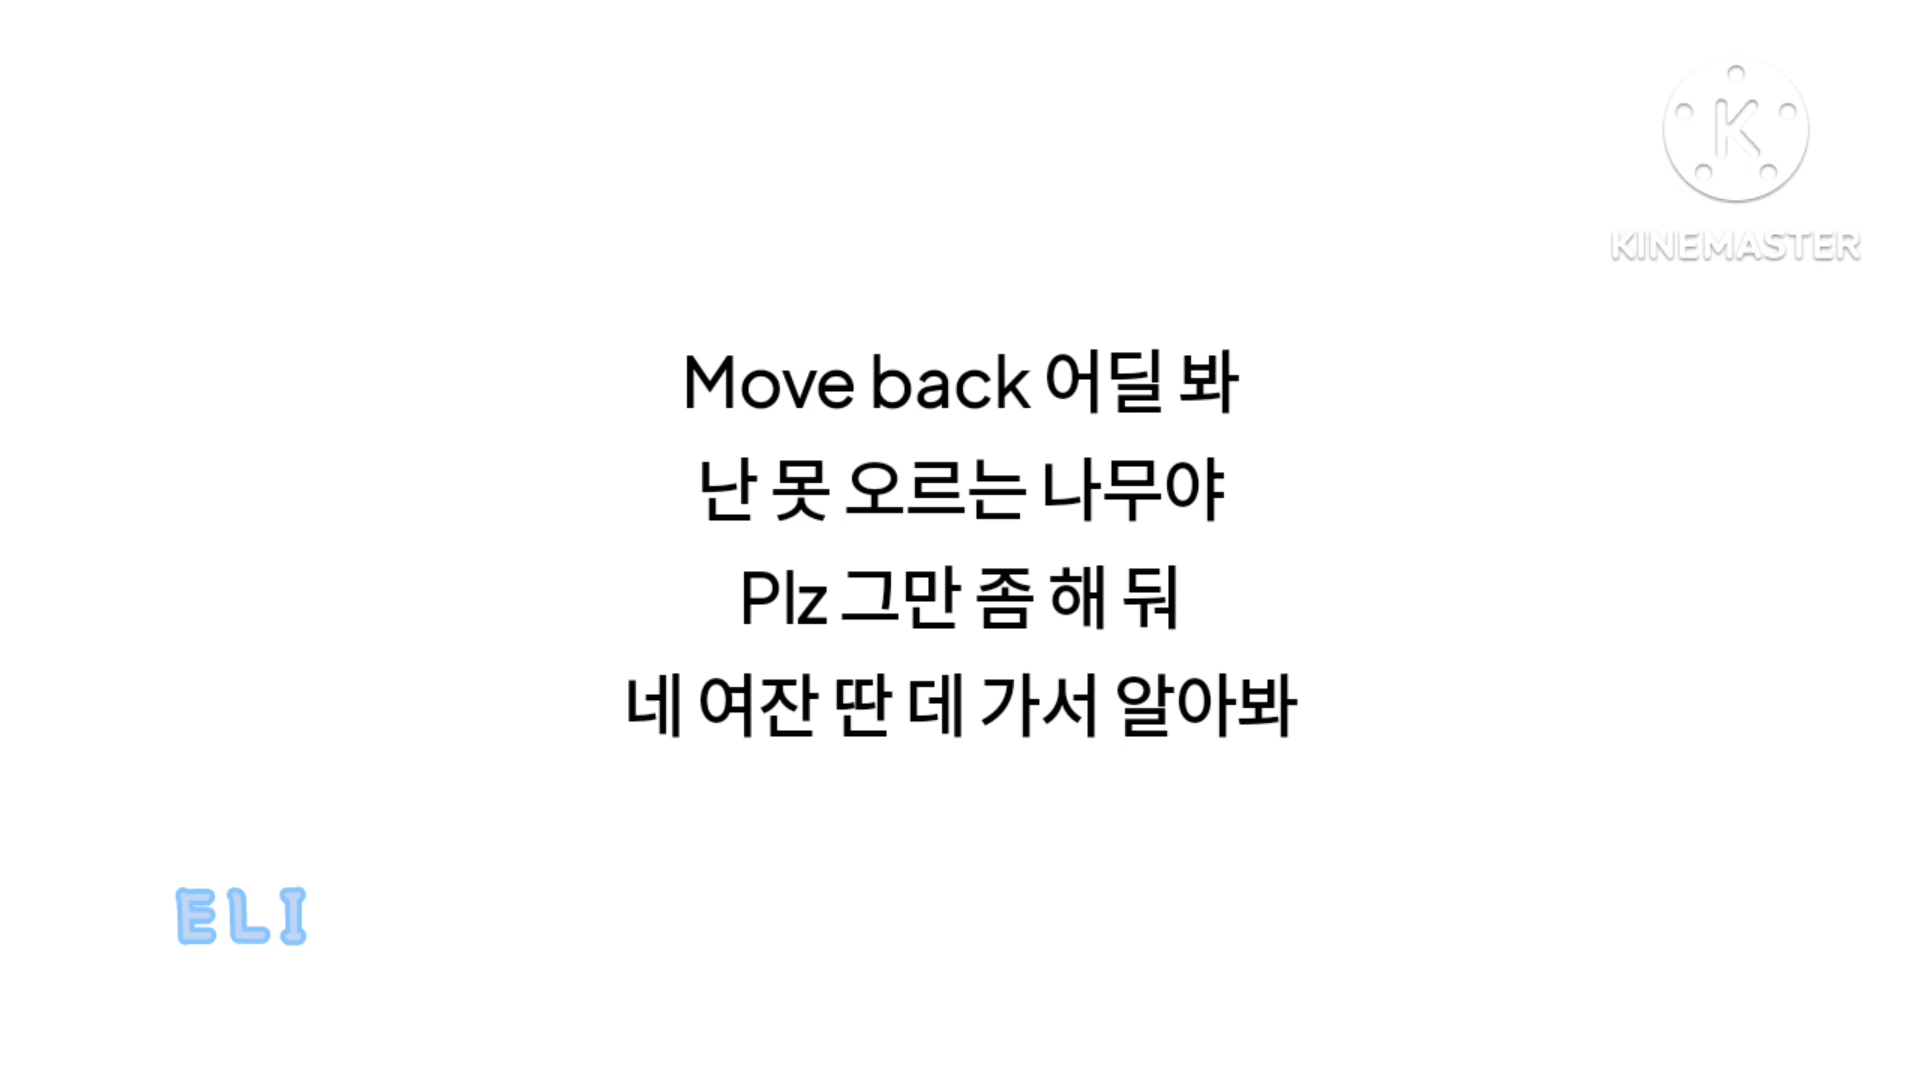 KINEMASTER
Move back 어딜 봐
난 못 오르는 나무야
Plz 그만 좀 해 둬
네 여잔 딴 데 가서 알아봐
ELI